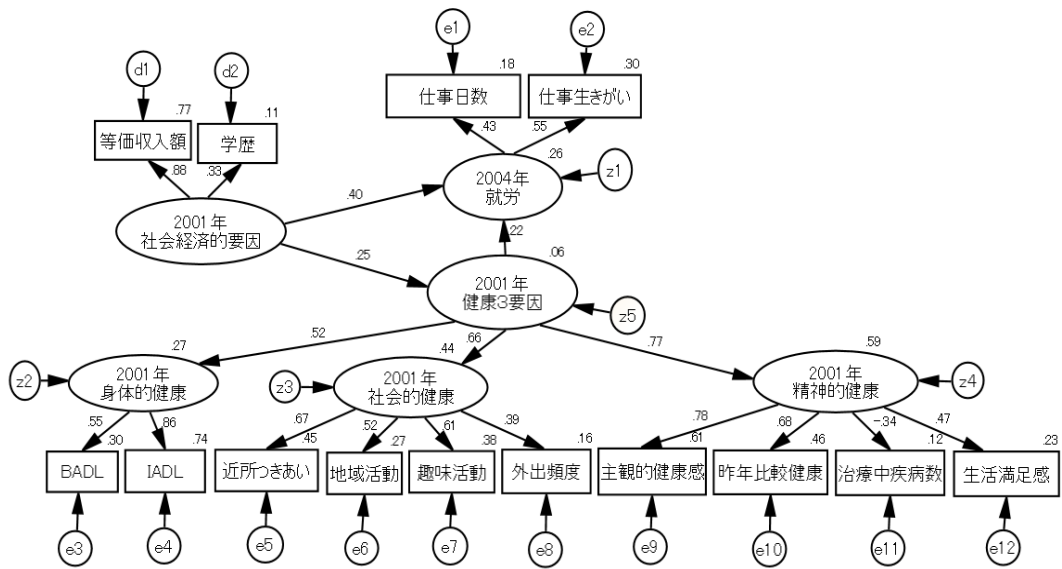 e1
e2
.18
.30
d1
d2
仕事日数
仕事生きがい
.77
.11
等価収入額
学歴
.43
.55
.88
.33
.26
2004年
就労
z1
.40
2001年
社会経済的要因
.22
.25
.06
2001年
健康3要因
z5
.52
.66
.77
.27
.44
.59
z2
2001年
身体的健康
z3
2001年
社会的健康
2001年
精神的健康
z4
.55
.86
.67
.52
.61
.39
.78
.68
-.34
.47
.30
.74
.45
.27
.38
.16
.61
.46
.12
.23
BADL
IADL
近所つきあい
地域活動
趣味活動
外出頻度
主観的健康感
昨年比較健康
治療中疾病数
生活満足感
e3
e4
e5
e6
e7
e8
e9
e10
e11
e12